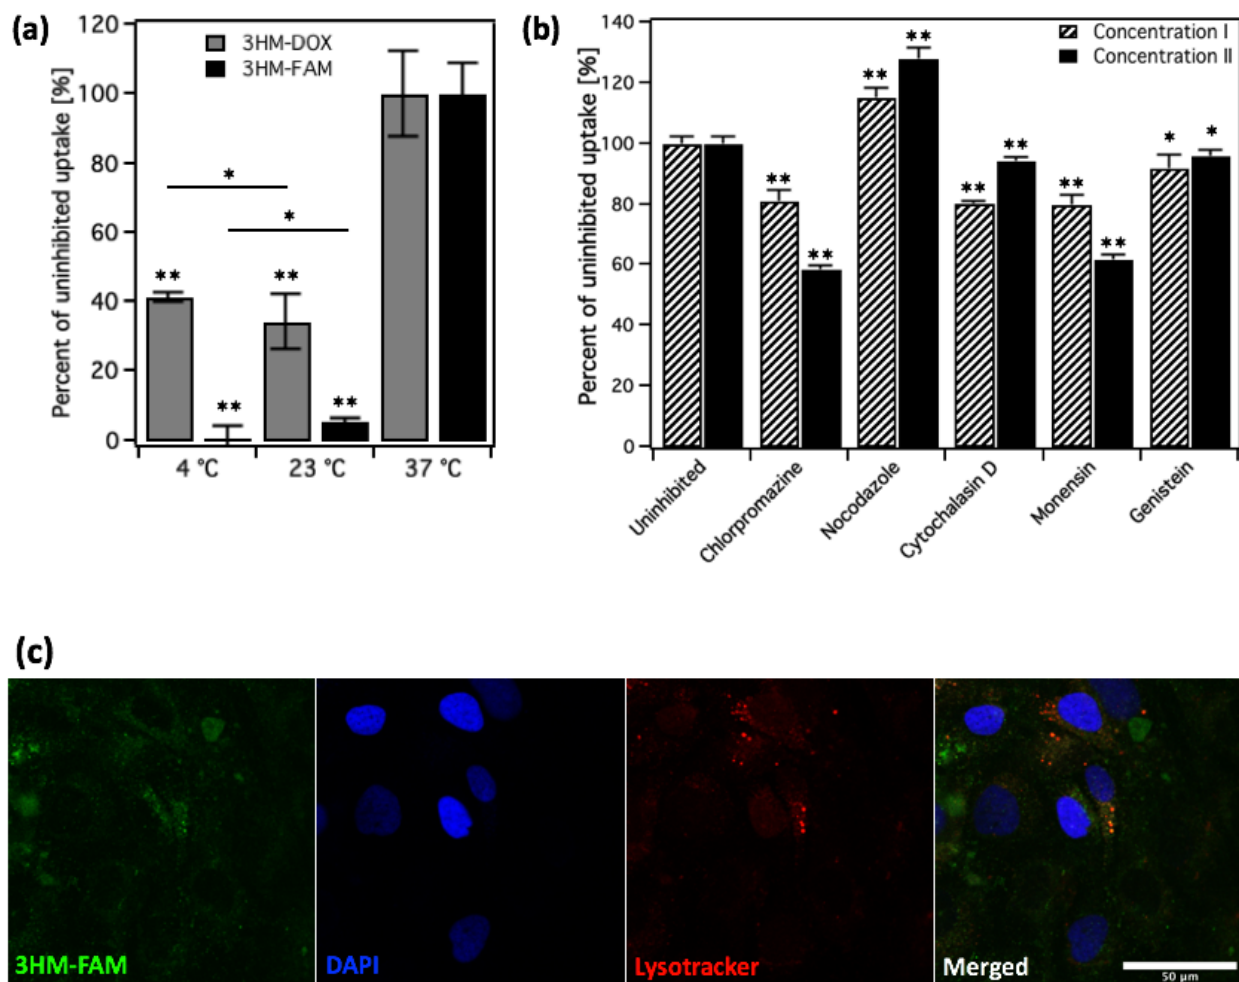 (a)
120
100
80
60
40
20
0
Percent of uninhibited uptake [%]
3HM-DOX
3HM-FAM
*
*
**
**
**
**
4 °C
23 °C
37 °C
(b)
140
120
100
80
60
40
20
0
Percent of uninhibited uptake [%]
Concentration I
Concentration II
**
**
**
**
**
**
**
**
*
*
Uninhibited
Chlorpromazine
Nocodazole
Cytochalasin D
Monensin
Genistein
(c)
3HM-FAM
DAPI
Lysotracker
Merged
50 µm